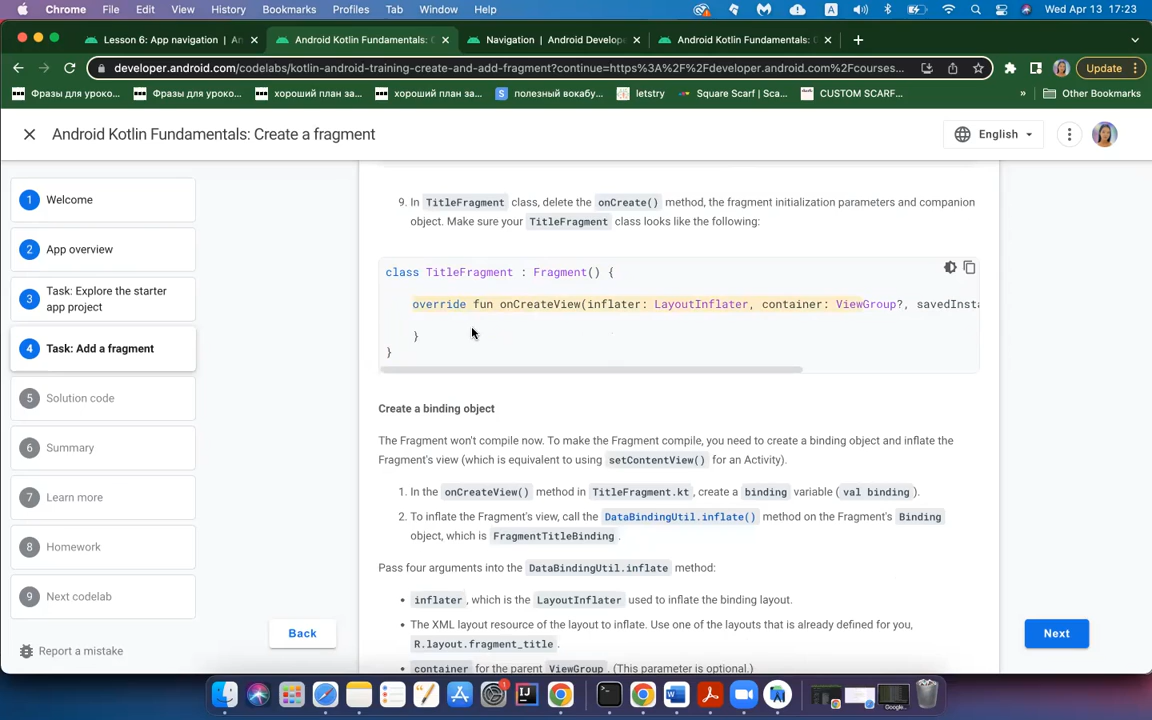 Chrome File Edit View History Bookmarks Profiles Tab Window Help A Wed Apr 13 17:23
Lesson 6: App navigation | An
Android Kotlin Fundamentals: C
Navigation | Android Develope
Android Kotlin Fundamentals: C
developer.android.com/codelabs/kotlin-android-training-create-and-add-fragment?continue=https%3A%2F%2Fdeveloper.android.com%2Fcourses... Update
Фразы для уроко... Фразы для уроко... хороший план за... хороший план за... S полезный вокабу... letstry Square Scarf | Sca... CUSTOM SCARF... » Other Bookmarks
Android Kotlin Fundamentals: Create a fragment
English
1 Welcome
2 App overview
3 Task: Explore the starter
app project
4 Task: Add a fragment
5 Solution code
6 Summary
7 Learn more
8 Homework
9 Next codelab
Report a mistake
9. In TitleFragment class, delete the onCreate() method, the fragment initialization parameters and companion
object. Make sure your TitleFragment class looks like the following:
class TitleFragment : Fragment() {
override fun onCreateView(inflater: LayoutInflater, container: ViewGroup?, savedInsta
}
}
Create a binding object
The Fragment won't compile now. To make the Fragment compile, you need to create a binding object and inflate the
Fragment's view (which is equivalent to using setContentView() for an Activity).
1. In the onCreateView() method in TitleFragment.kt, create a binding variable ( val binding ).
2. To inflate the Fragment's view, call the DataBindingUtil.inflate() method on the Fragment's Binding
object, which is FragmentTitleBinding .
Pass four arguments into the DataBindingUtil.inflate method:
• inflater , which is the LayoutInflater used to inflate the binding layout.
• The XML layout resource of the layout to inflate. Use one of the layouts that is already defined for you,
R.layout.fragment_title .
• container for the parent ViewGroup. (This parameter is optional.)
Back
Next